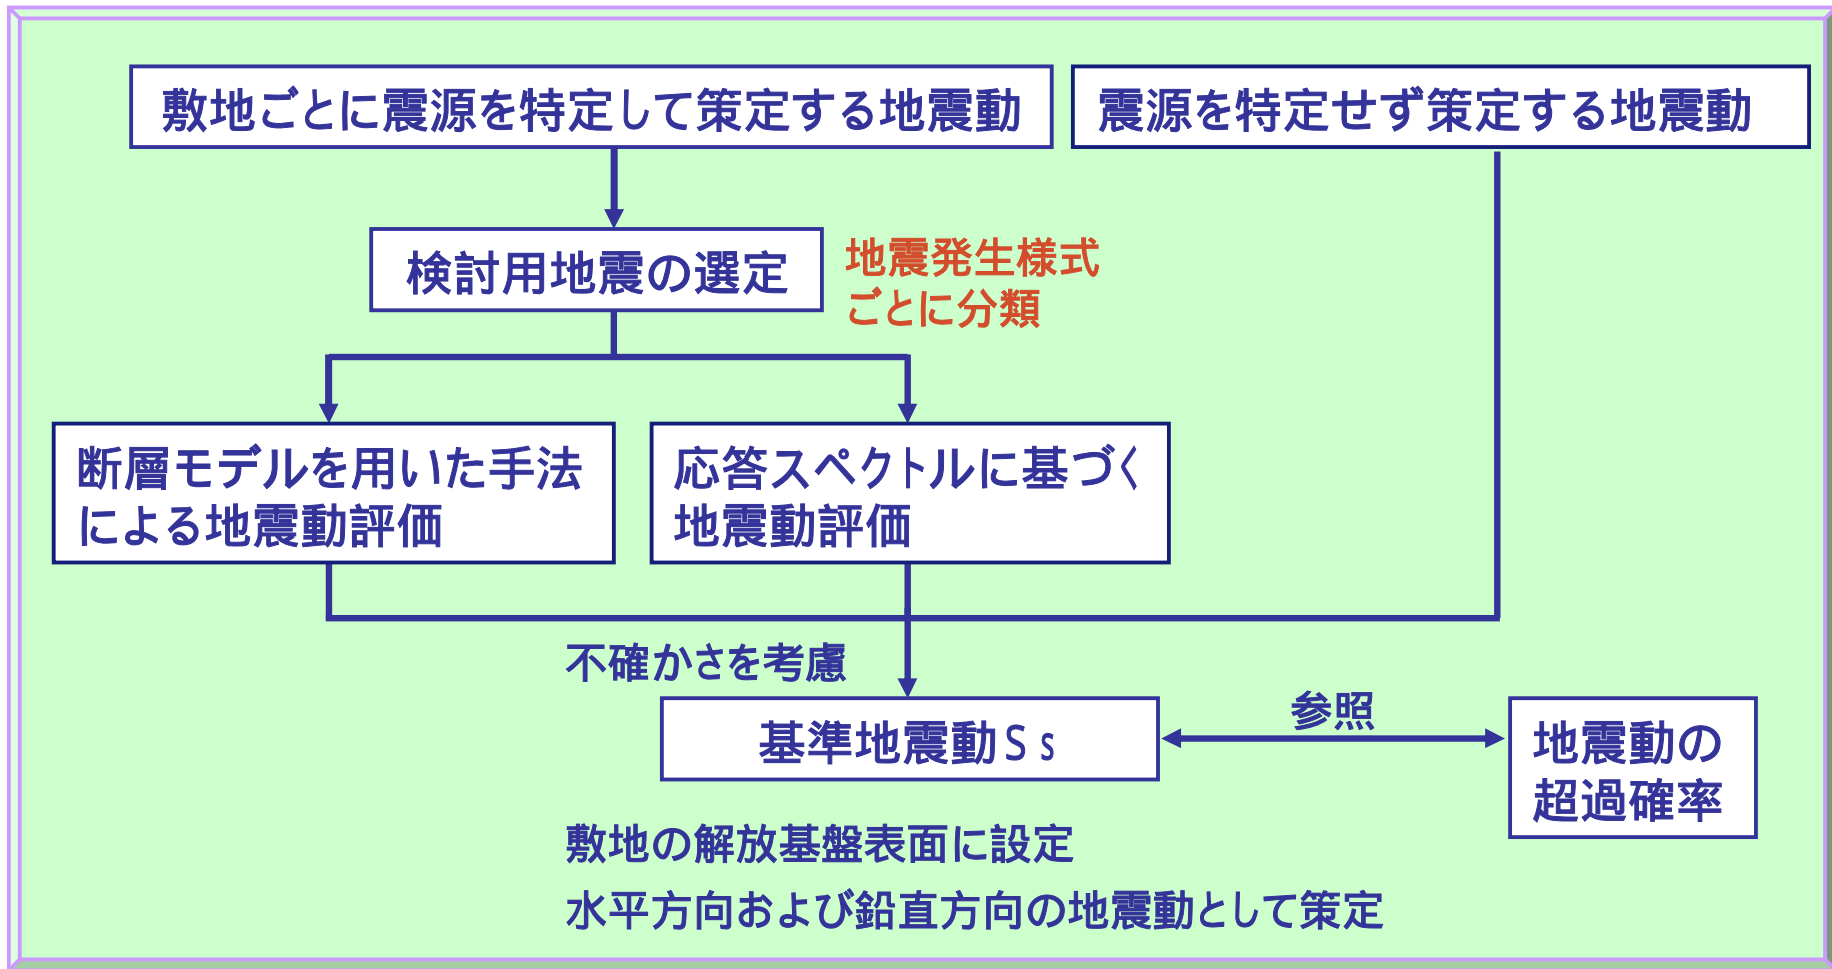 敷地ごとに震源を特定して策定する地震動
震源を特定せず策定する地震動
検討用地震の選定
地震発生様式
ごとに分類
断層モデルを用いた手法
による地震動評価
応答スペクトルに基づく
地震動評価
不確かさを考慮
基準地震動Ｓｓ
参照
地震動の
超過確率
敷地の解放基盤表面に設定
水平方向および鉛直方向の地震動として策定